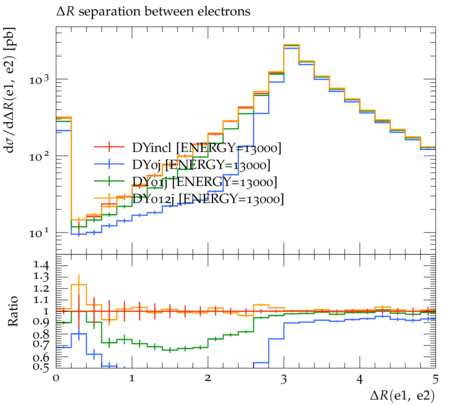 ΔR separation between electrons
dσ/dΔR(e1, e2) [pb]
10³
10²
10¹
DYincl [ENERGY=13000]
DY0j [ENERGY=13000]
DY01j [ENERGY=13000]
DY012j [ENERGY=13000]
Ratio
1.4
1.3
1.2
1.1
1
0.9
0.8
0.7
0.6
0.5
0 1 2 3 4 5
ΔR(e1, e2)